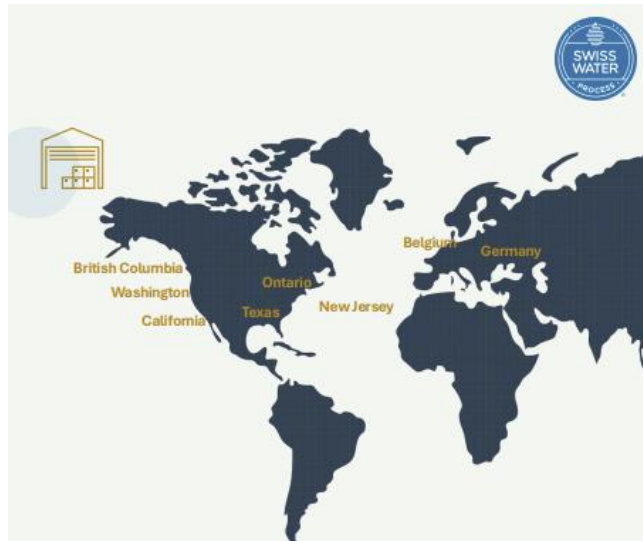 SWISS
WATER
PROCESS
Belgium
Germany
British Columbia
Ontario
Washington
New Jersey
Texas
California